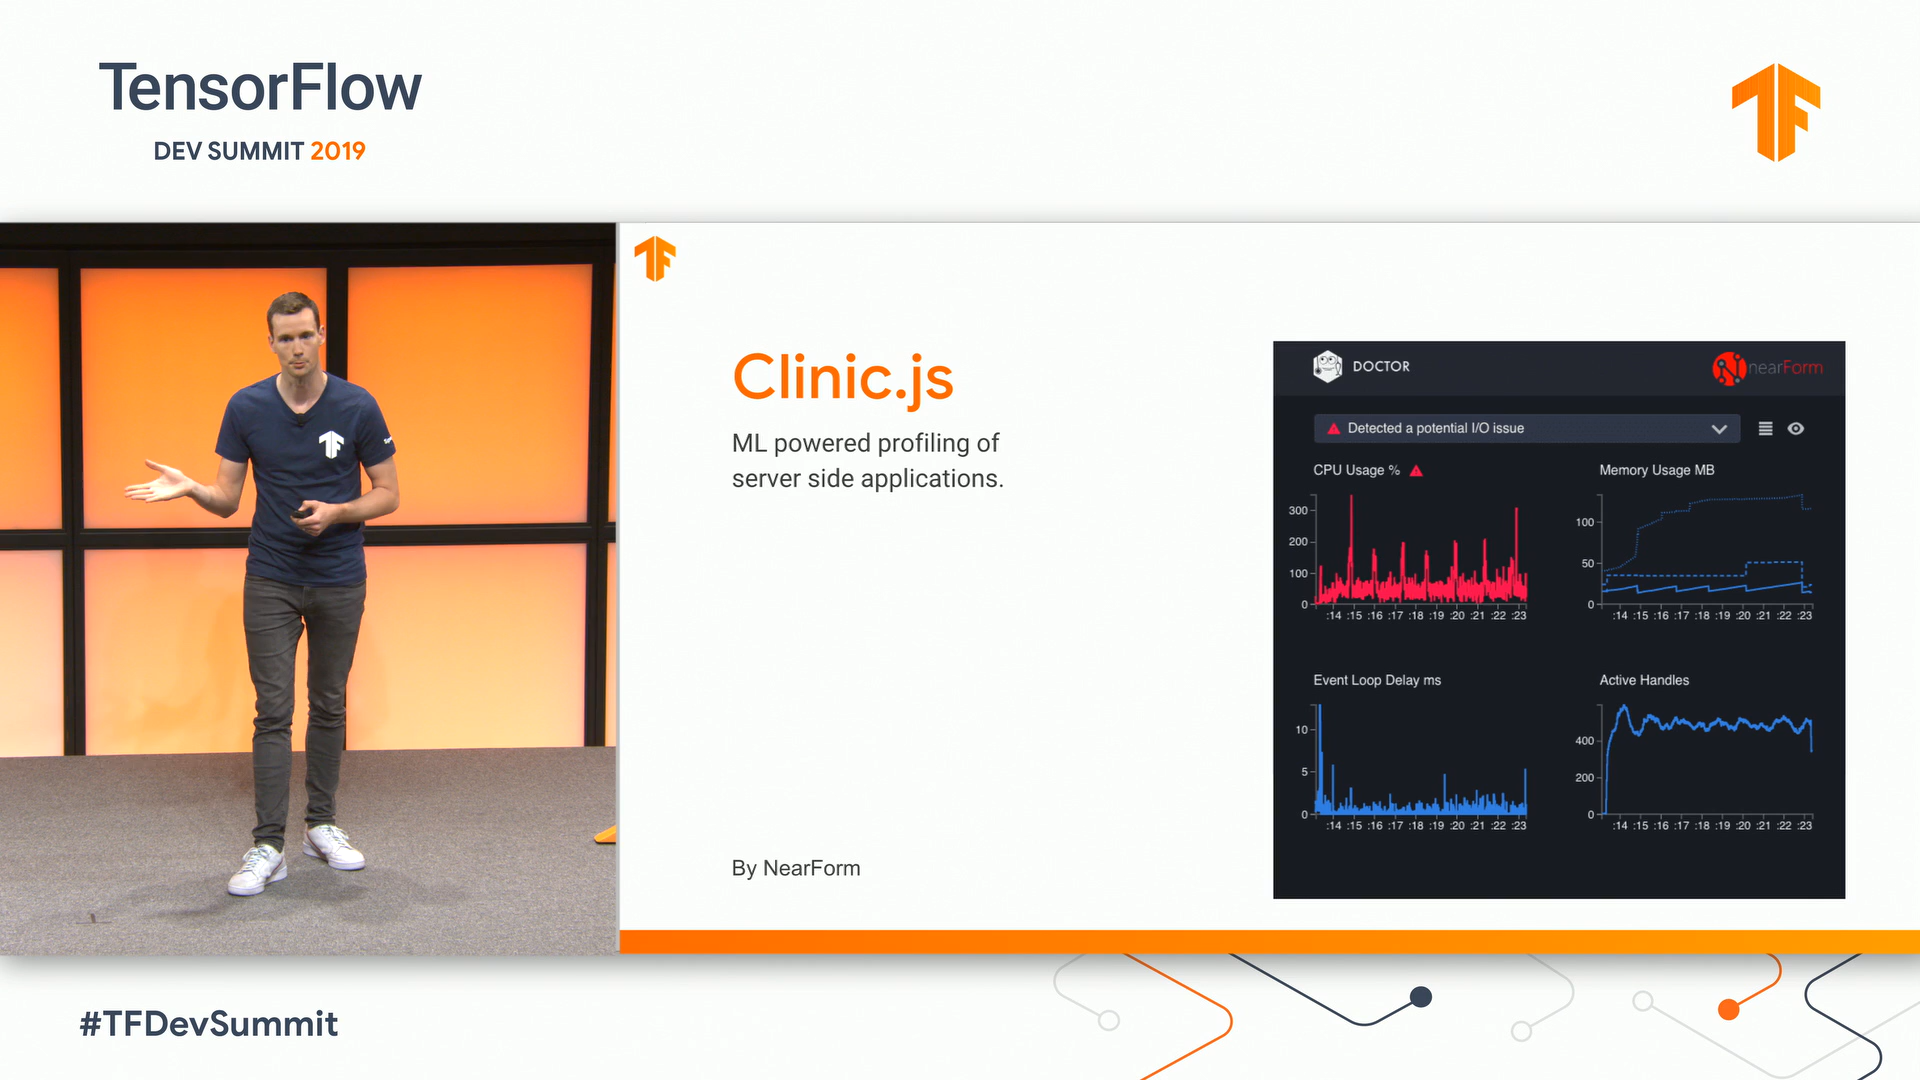 TensorFlow
DEV SUMMIT 2019
Clinic.js
ML powered profiling of
server side applications.
By NearForm
DOCTOR
nearForm
Detected a potential I/O issue
CPU Usage %
300
200
100
0
:14 :15 :16 :17 :18 :19 :20 :21 :22 :23
Memory Usage MB
100
50
0
:14 :15 :16 :17 :18 :19 :20 :21 :22 :23
Event Loop Delay ms
10
5
0
:14 :15 :16 :17 :18 :19 :20 :21 :22 :23
Active Handles
400
200
0
:14 :15 :16 :17 :18 :19 :20 :21 :22 :23
#TFDevSummit